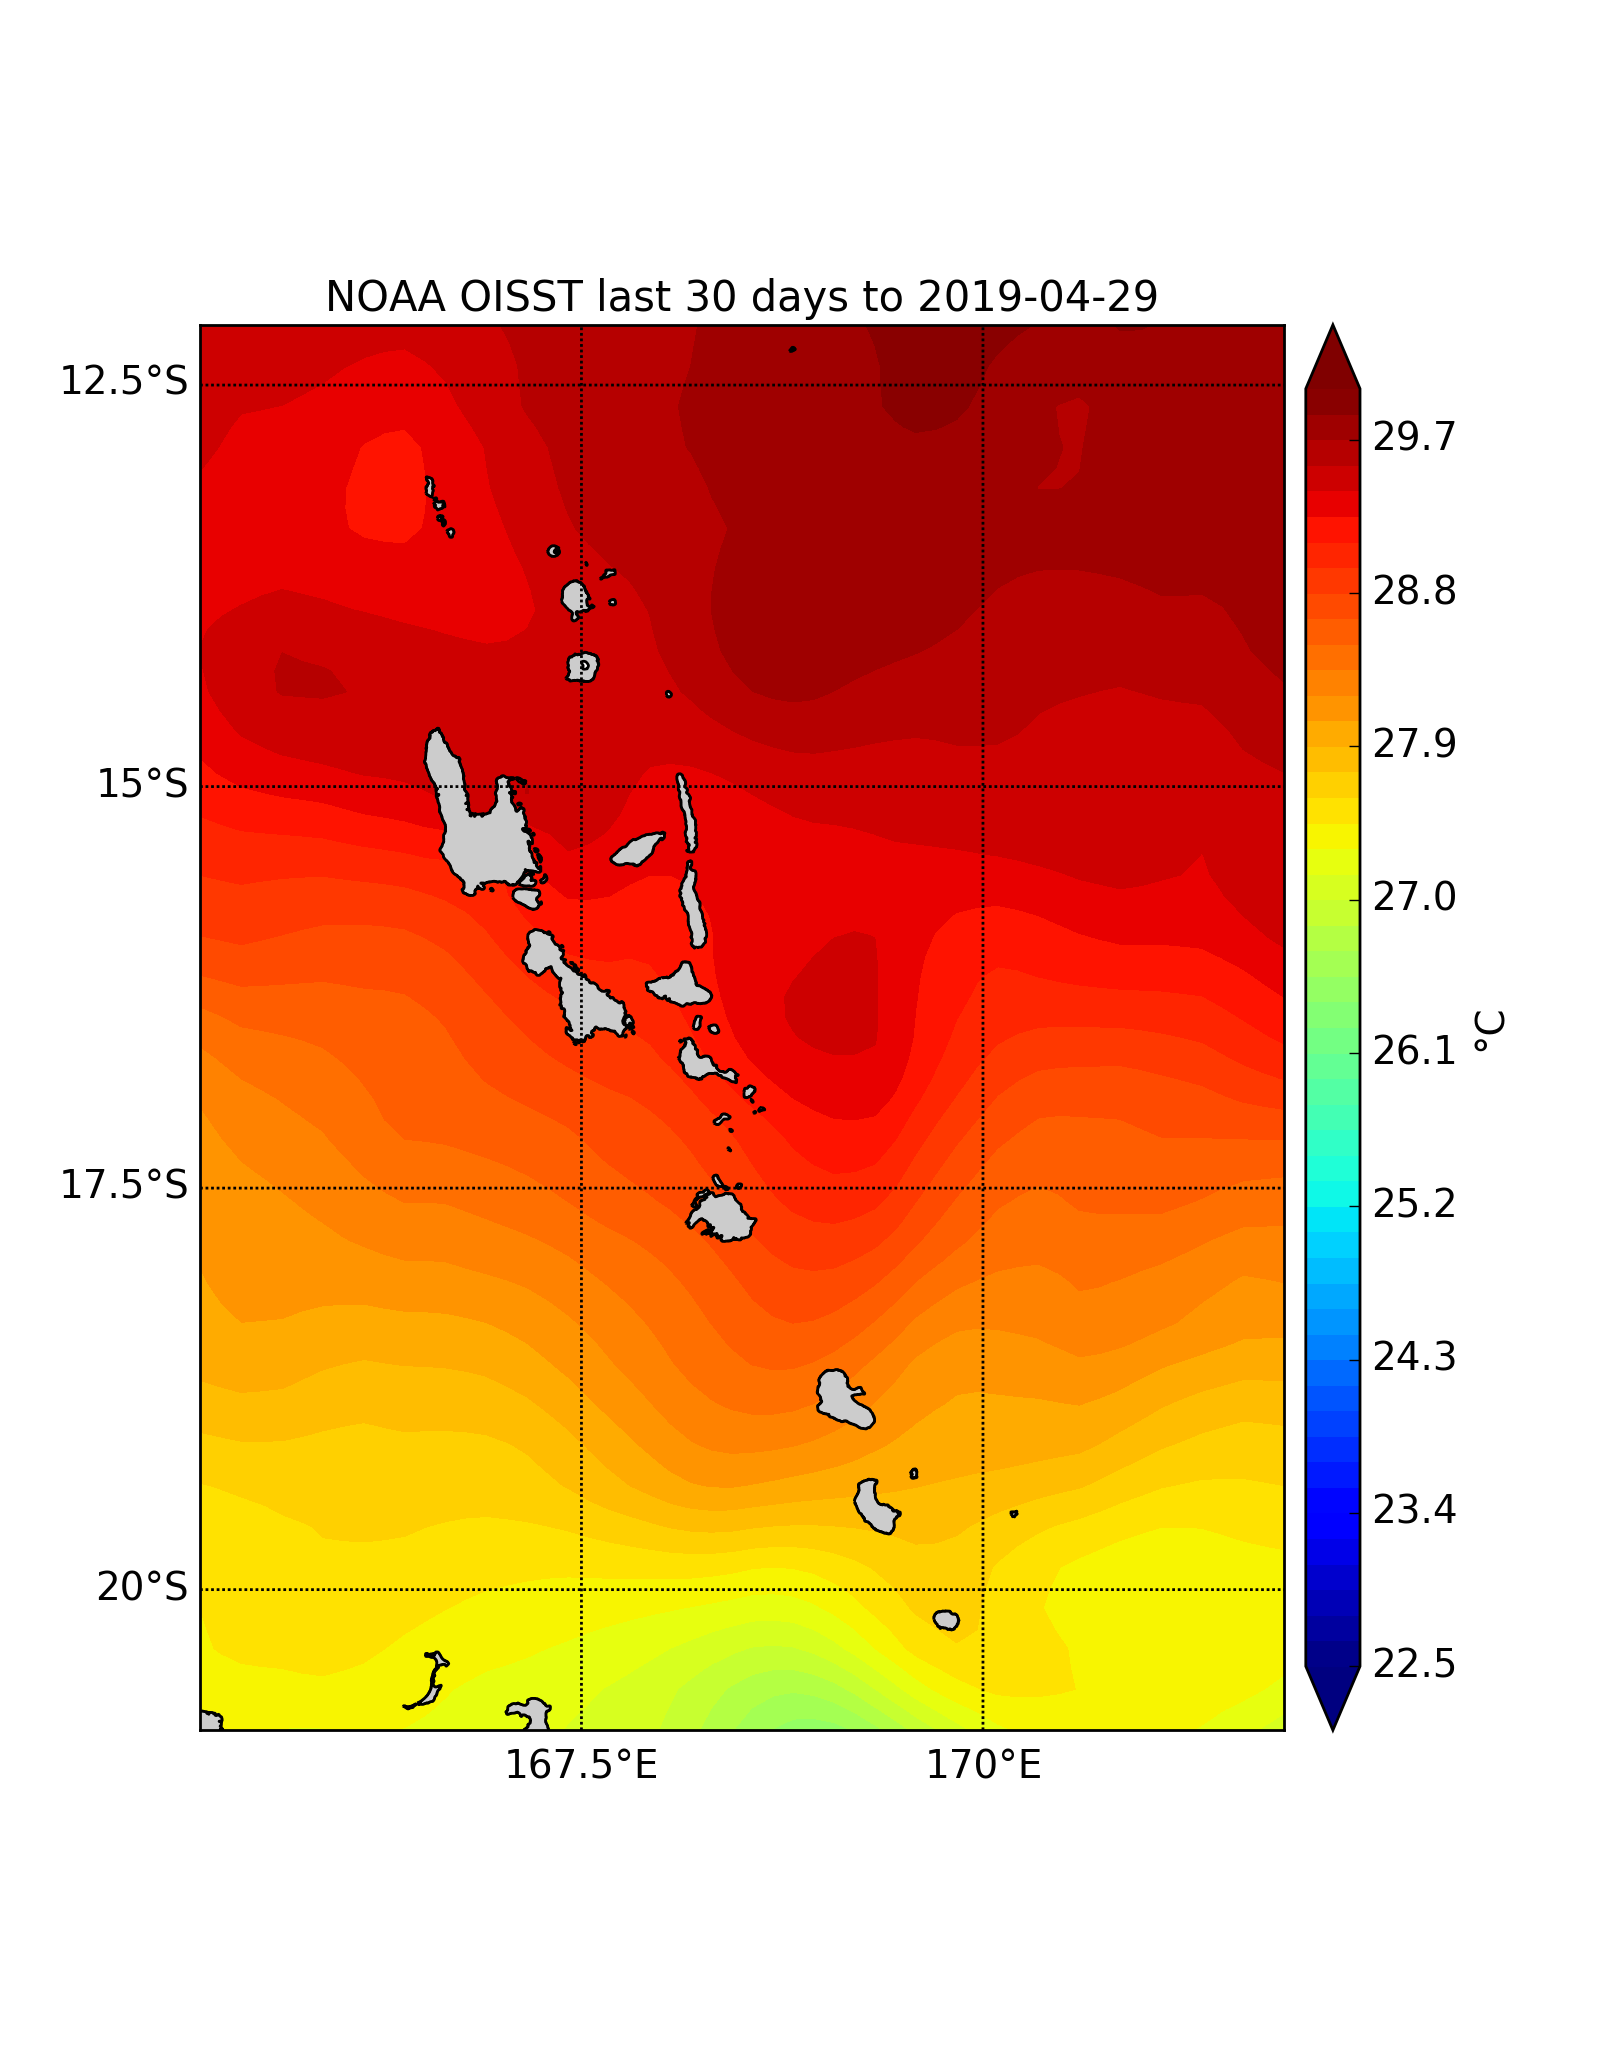 NOAA OISST last 30 days to 2019-04-29
12.5°S
15°S
17.5°S
20°S
167.5°E
170°E
29.7
28.8
27.9
27.0
26.1
25.2
24.3
23.4
22.5
°C